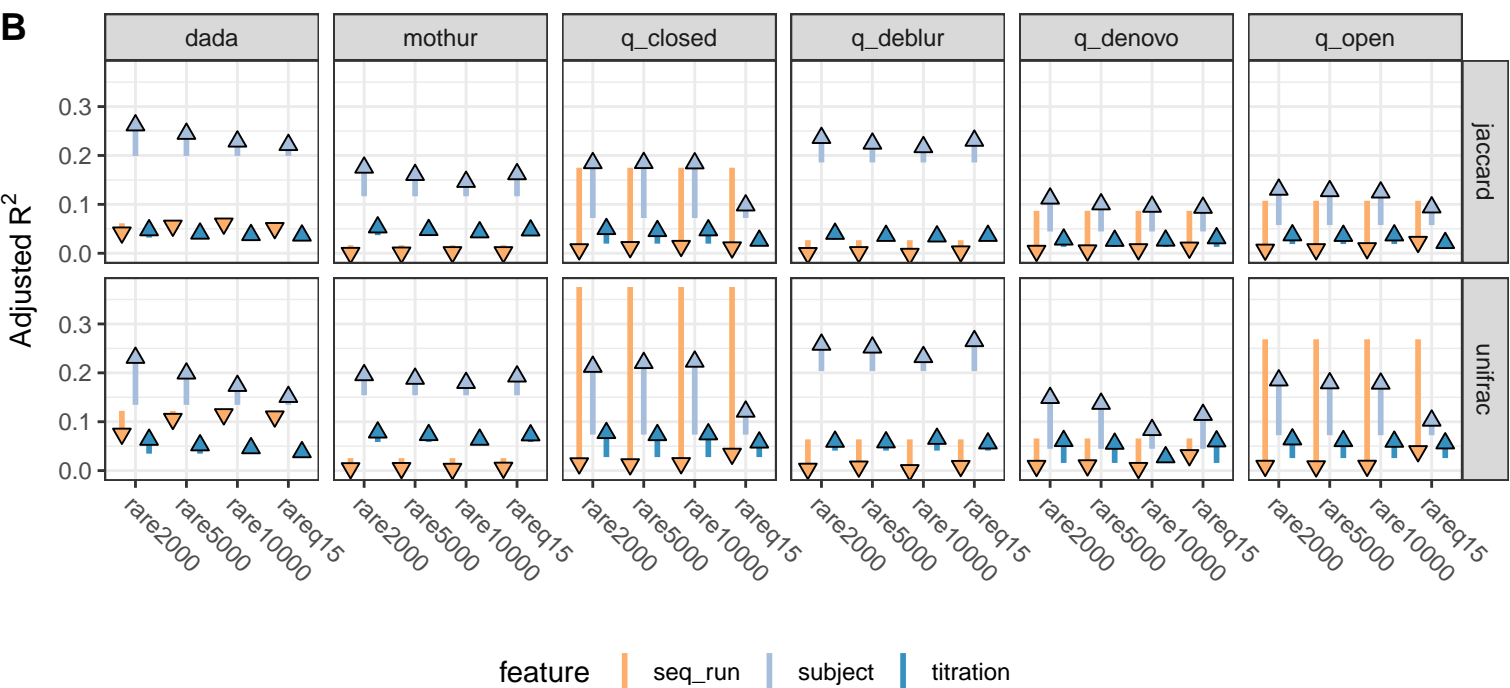 B
dada mothur q_closed q_deblur q_denovo q_open
Adjusted R²
0.3
0.2
0.1
0.0
jaccard
0.3
0.2
0.1
0.0
unifrac
rare2000 rare5000 rare10000 rareq15 rare2000 rare5000 rare10000 rareq15 rare2000 rare5000 rare10000 rareq15 rare2000 rare5000 rare10000 rareq15 rare2000 rare5000 rare10000 rareq15 rare2000 rare5000 rare10000 rareq15
feature seq_run subject titration